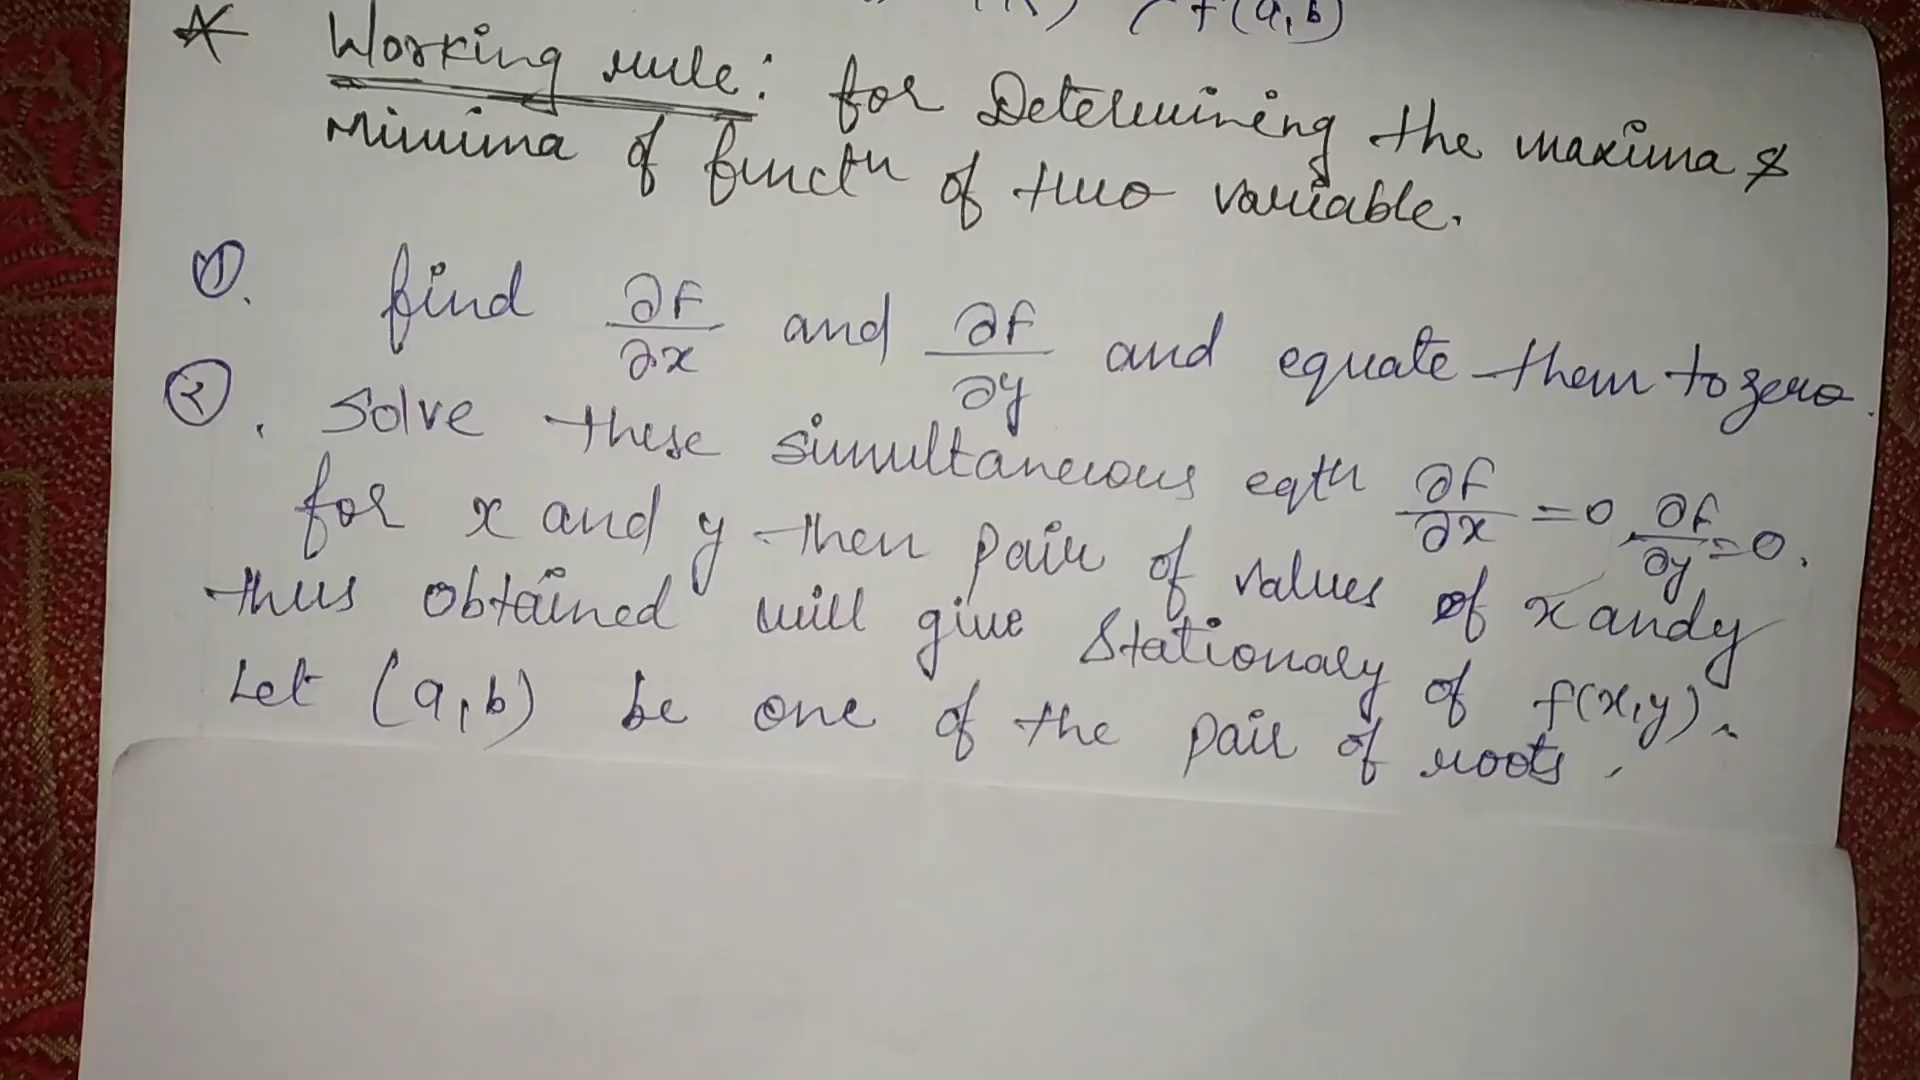 f(a,b)
* Working rule: for Determining the maxima &
minima of functn of two variable.
①. find ∂f/∂x and ∂f/∂y and equate them to zero.
②. Solve these simultaneous eqtn ∂f/∂x = 0, ∂f/∂y = 0.
for x and y then pair of values of x and y
thus obtained will give stationary of f(x,y).
Let (a,b) be one of the pair of roots.